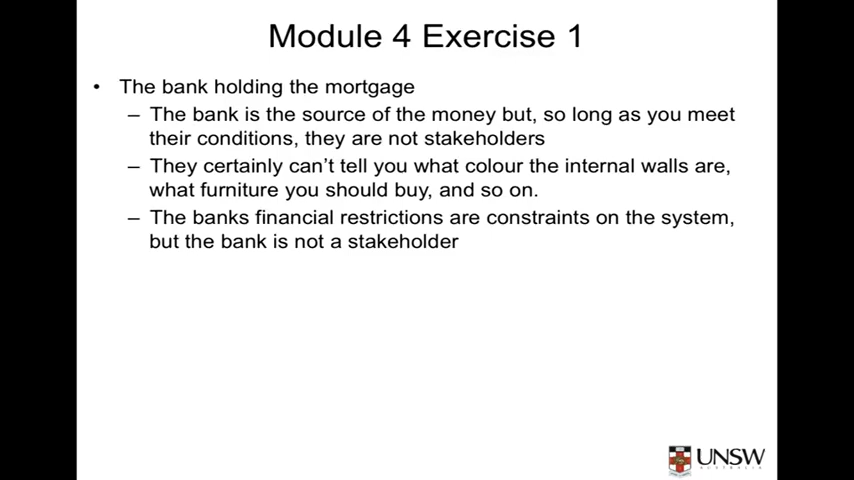 Module 4 Exercise 1
• The bank holding the mortgage
– The bank is the source of the money but, so long as you meet
their conditions, they are not stakeholders
– They certainly can't tell you what colour the internal walls are,
what furniture you should buy, and so on.
– The banks financial restrictions are constraints on the system,
but the bank is not a stakeholder
UNSW
AUSTRALIA